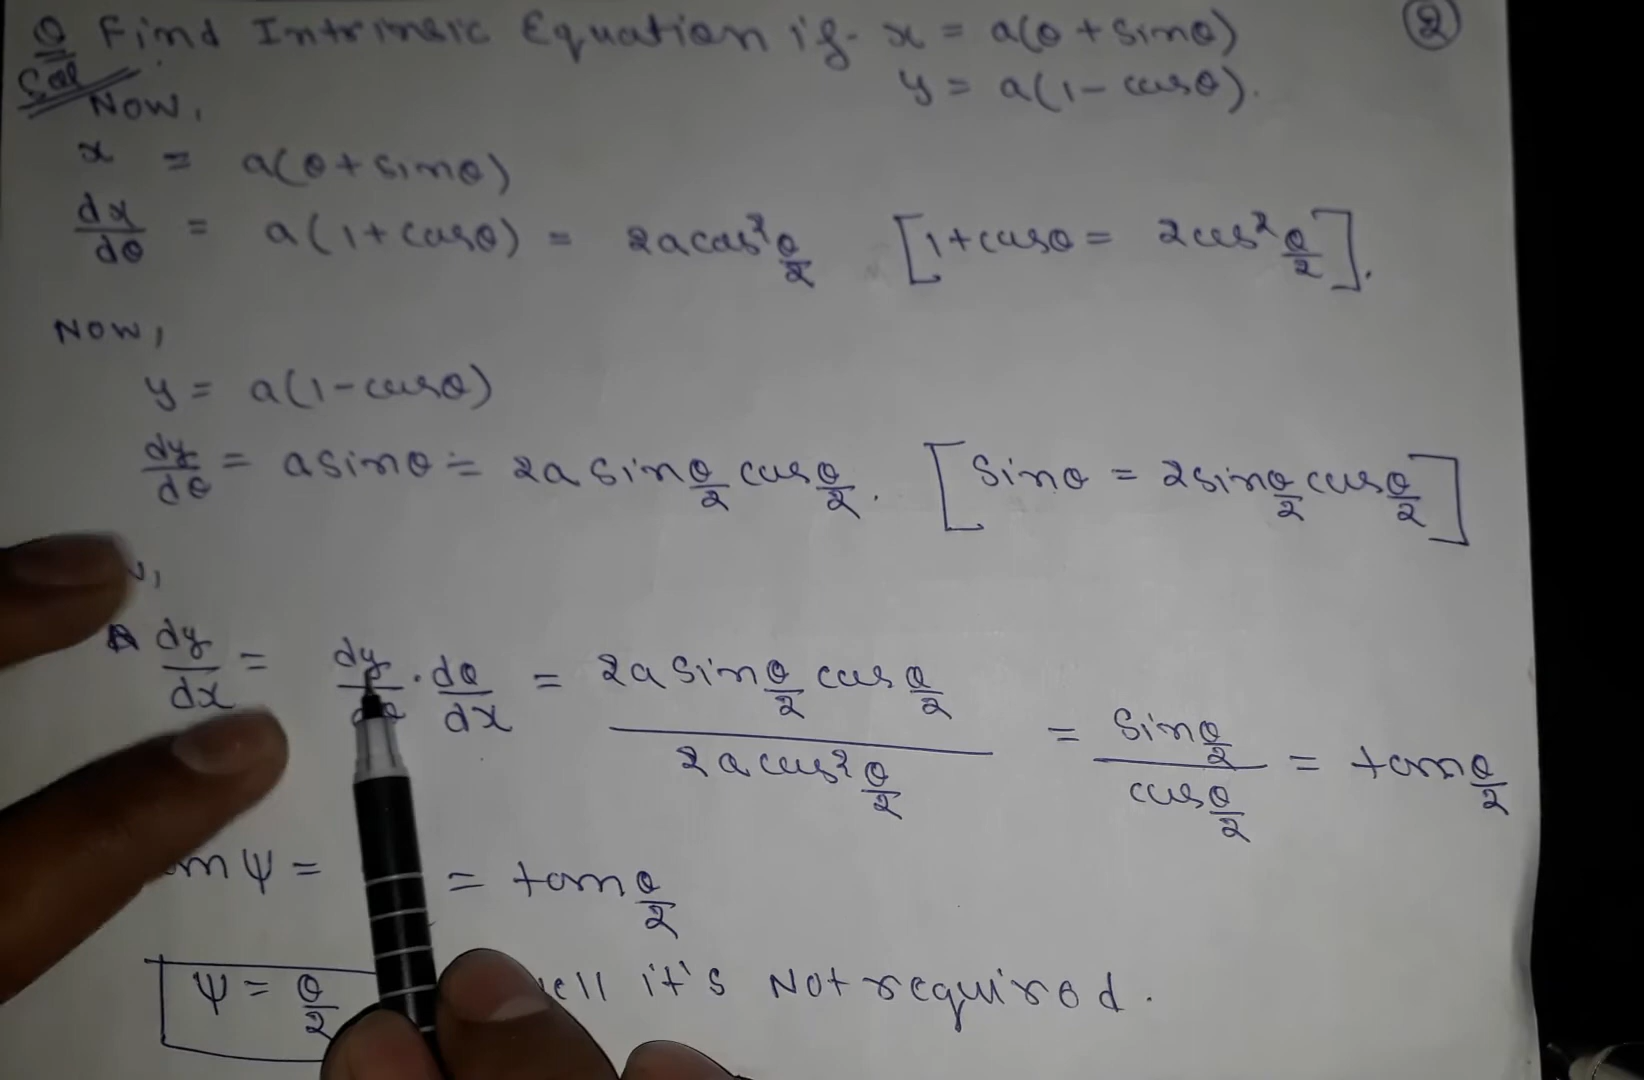 Q Find Intrinsic Equation if x = a(θ + sinθ)
y = a(1 - cosθ).
②
Sol
Now,
x = a(θ + sinθ)
dx/dθ = a(1 + cosθ) = 2acos²θ/2 [1 + cosθ = 2cos²θ/2].
Now,
y = a(1 - cosθ)
dy/dθ = asinθ = 2a sinθ/2 cosθ/2. [sinθ = 2sinθ/2 cosθ/2]
dy/dx = dy/dθ · dθ/dx = 2a sinθ/2 cosθ/2 / 2acos²θ/2 = sinθ/2 / cosθ/2 = tanθ/2
ψ = = tanθ/2
ψ = θ/2 it's Not required.